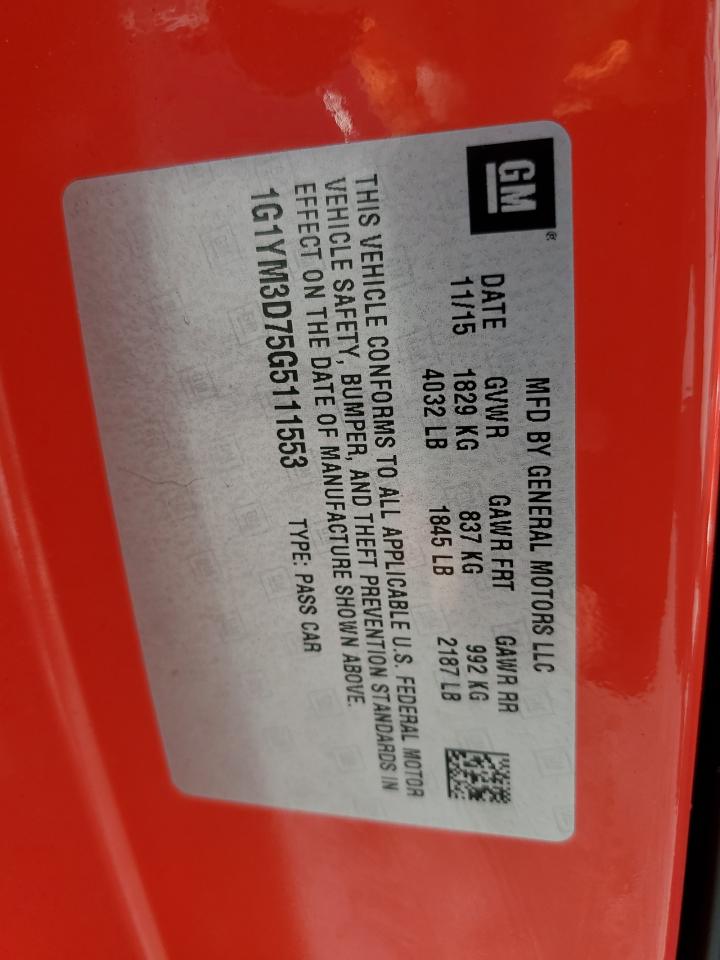 GM®
MFD BY GENERAL MOTORS LLC
DATE GVWR GAWR FRT GAWR RR
11/15 1829 KG 837 KG 992 KG
4032 LB 1845 LB 2187 LB
THIS VEHICLE CONFORMS TO ALL APPLICABLE U.S. FEDERAL MOTOR
VEHICLE SAFETY, BUMPER, AND THEFT PREVENTION STANDARDS IN
EFFECT ON THE DATE OF MANUFACTURE SHOWN ABOVE.
1G1YM3D75G5111553 TYPE: PASS CAR